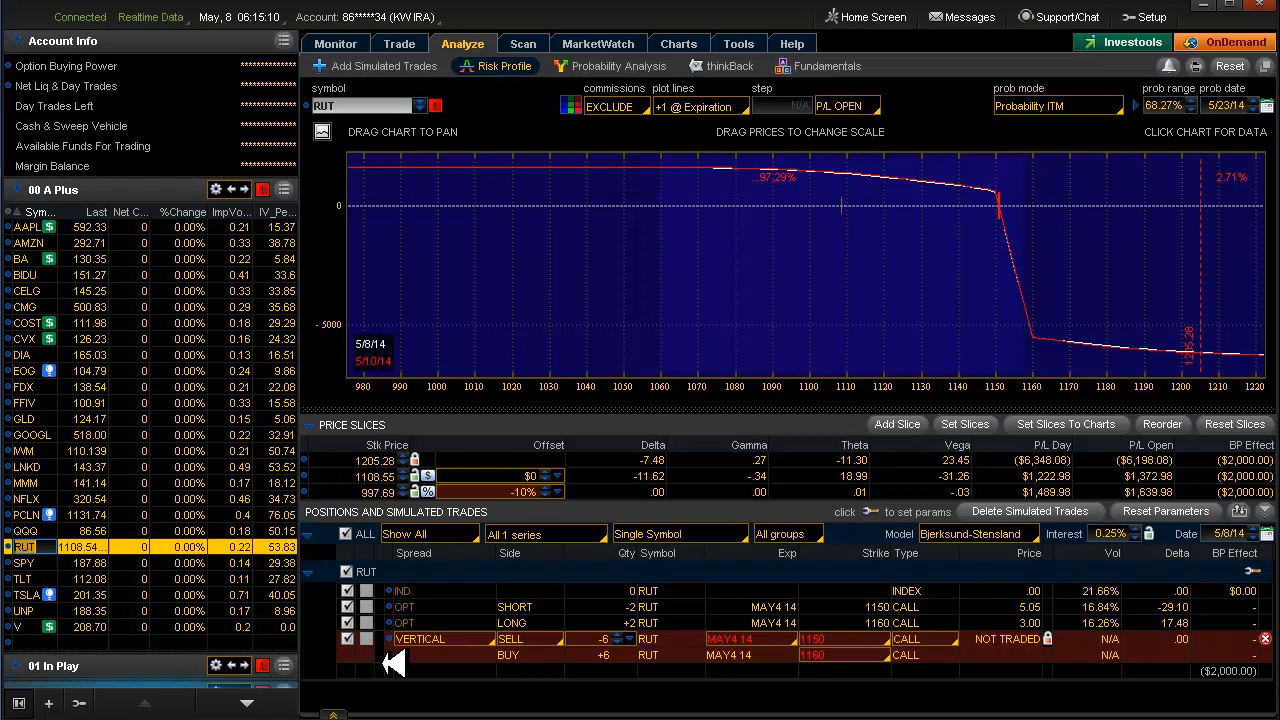 Connected Realtime Data May, 8 06:15:10 Account: 86*****34 (KW IRA) Home Screen Messages Support/Chat Setup
Account Info
Option Buying Power **************
Net Liq & Day Trades **************
Day Trades Left **************
Cash & Sweep Vehicle **************
Available Funds For Trading **************
Margin Balance **************
Monitor Trade Analyze Scan MarketWatch Charts Tools Help Investools OnDemand
Add Simulated Trades Risk Profile Probability Analysis thinkBack Fundamentals Reset
symbol commissions plot lines step prob mode prob range prob date
RUT 1 EXCLUDE +1 @ Expiration N/A P/L OPEN Probability ITM 68.27% 5/23/14
DRAG CHART TO PAN DRAG PRICES TO CHANGE SCALE CLICK CHART FOR DATA
...97.29% 2.71%
0
- 5000
1205.28
5/8/14
5/10/14
980 990 1000 1010 1020 1030 1040 1050 1060 1070 1080 1090 1100 1110 1120 1130 1140 1150 1160 1170 1180 1190 1200 1210 1220
00 A Plus 1
Sym... Last Net C... %Change ImpVo... IV_Pe...
AAPL $ 592.33 0 0.00% 0.21 15.37
AMZN 292.71 0 0.00% 0.33 38.78
BA $ 130.35 0 0.00% 0.22 5.84
BIDU 151.27 0 0.00% 0.41 33.6
CELG 145.25 0 0.00% 0.33 33.85
CMG 500.83 0 0.00% 0.29 35.68
COST $ 111.98 0 0.00% 0.18 29.29
CVX $ 126.23 0 0.00% 0.16 24.32
DIA 165.03 0 0.00% 0.13 16.51
EOG 104.79 0 0.00% 0.24 9.86
FDX 138.54 0 0.00% 0.21 22.08
FFIV 100.91 0 0.00% 0.33 15.58
GLD 124.17 0 0.00% 0.15 5.06
GOOGL 518.00 0 0.00% 0.22 32.91
IWM 110.139 0 0.00% 0.21 50.74
LNKD 143.37 0 0.00% 0.49 53.52
MMM 141.14 0 0.00% 0.17 18.12
NFLX 320.54 0 0.00% 0.46 34.73
PCLN 1131.74 0 0.00% 0.4 76.05
QQQ 86.56 0 0.00% 0.18 50.15
RUT 1108.54... 0 0.00% 0.22 53.83
SPY 187.88 0 0.00% 0.14 29.36
TLT 112.08 0 0.00% 0.11 27.82
TSLA 201.35 0 0.00% 0.71 40.05
UNP 188.35 0 0.00% 0.17 8.96
V $ 208.70 0 0.00% 0.2 0.0
01 In Play 1
PRICE SLICES Add Slice Set Slices Set Slices To Charts Reorder Reset Slices
Stk Price Offset Delta Gamma Theta Vega P/L Day P/L Open BP Effect
1205.28 -7.48 .27 -11.30 23.45 ($6,348.08) ($6,198.08) ($2,000.00)
1108.55 $ $0 -11.62 -.34 18.99 -31.26 $1,222.98 $1,372.98 ($2,000.00)
997.69 % -10% .00 .00 .01 -.03 $1,489.98 $1,639.98 ($2,000.00)
POSITIONS AND SIMULATED TRADES click to set params Delete Simulated Trades Reset Parameters
ALL Show All All 1 series Single Symbol All groups Model Bjerksund-Stensland Interest 0.25% Date 5/8/14
Spread Side Qty Symbol Exp Strike Type Price Vol Delta BP Effect
RUT
IND 0 RUT INDEX .00 21.66% .00 $0.00
OPT SHORT -2 RUT MAY4 14 1150 CALL 5.05 16.84% -29.10 -
OPT LONG +2 RUT MAY4 14 1160 CALL 3.00 16.26% 17.48 -
VERTICAL SELL -6 RUT MAY4 14 1150 CALL NOT TRADED N/A .00 -
BUY +6 RUT MAY4 14 1160 CALL N/A -
($2,000.00)